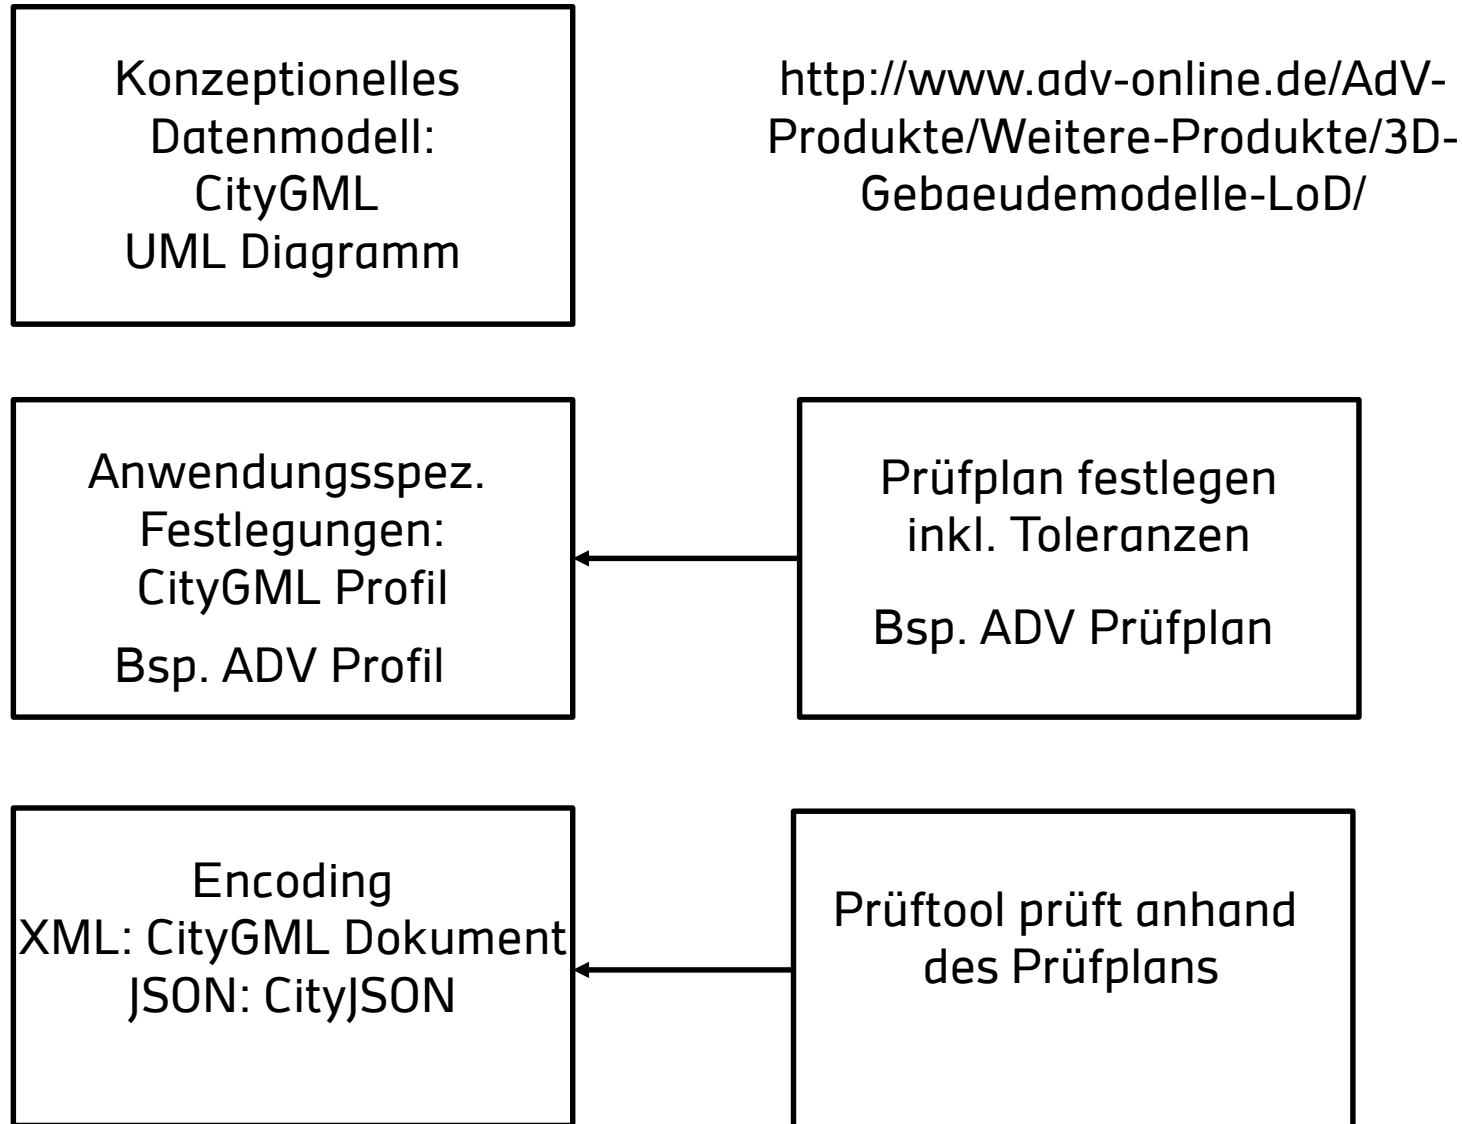 Konzeptionelles
Datenmodell:
CityGML
UML Diagramm
http://www.adv-online.de/AdV-
Produkte/Weitere-Produkte/3D-
Gebaeudemodelle-LoD/
Anwendungsspez.
Festlegungen:
CityGML Profil
Bsp. ADV Profil
Prüfplan festlegen
inkl. Toleranzen
Bsp. ADV Prüfplan
Encoding
XML: CityGML Dokument
JSON: CityJSON
Prüftool prüft anhand
des Prüfplans